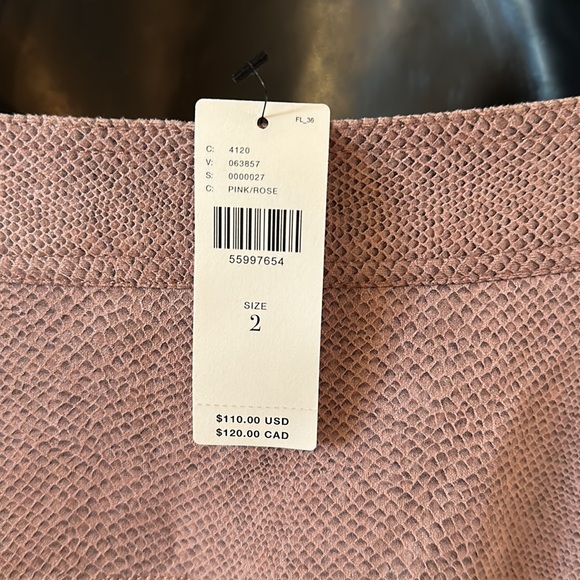 FL_36
C: 4120
V: 063857
S: 0000027
C: PINK/ROSE
55997654
SIZE
2
$110.00 USD
$120.00 CAD